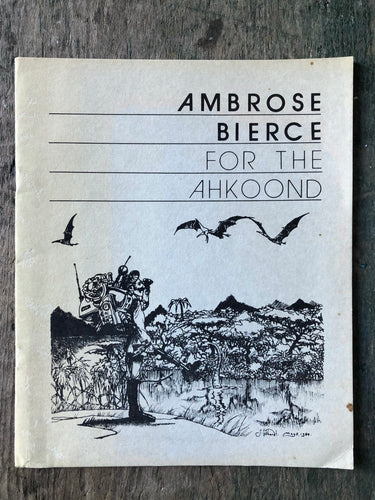 AMBROSE
BIERCE
FOR THE
AHKOOND